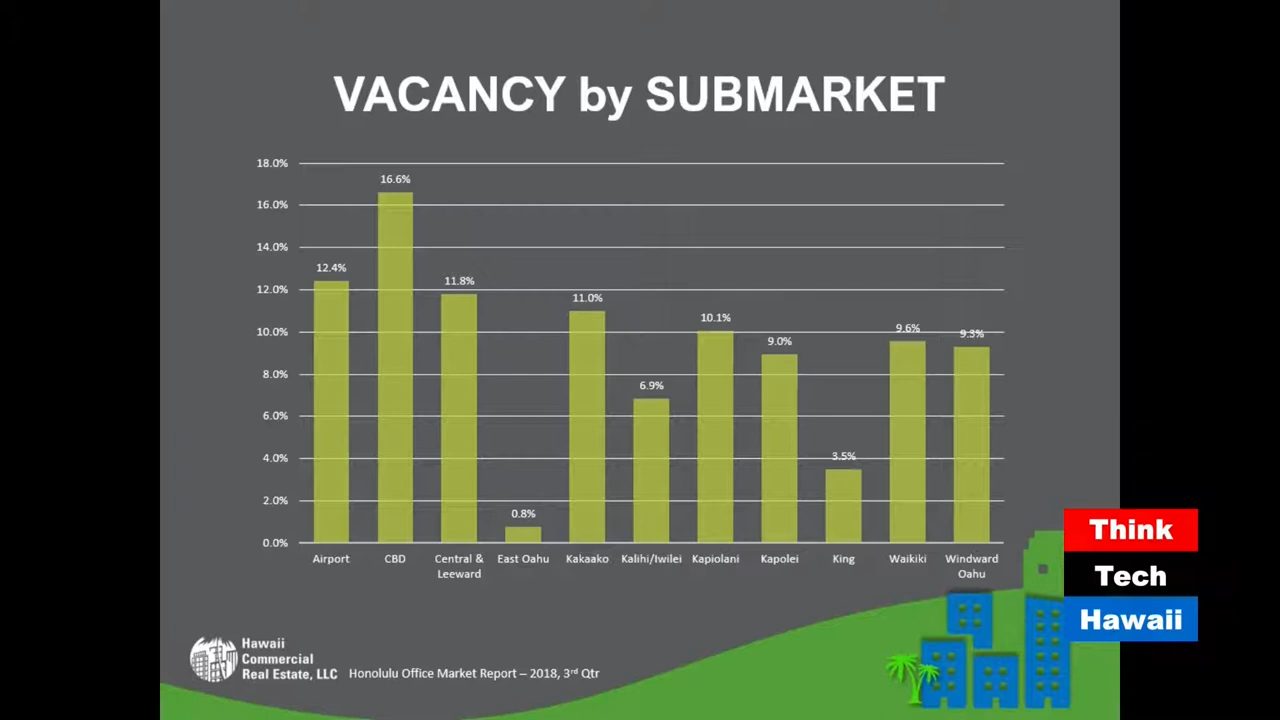 VACANCY by SUBMARKET
18.0%
16.0%
14.0%
12.0%
10.0%
8.0%
6.0%
4.0%
2.0%
0.0%
12.4%
16.6%
11.8%
0.8%
11.0%
6.9%
10.1%
9.0%
3.5%
9.6%
9.3%
Airport
CBD
Central &
Leeward
East Oahu
Kakaako
Kalihi/Iwilei
Kapiolani
Kapolei
King
Waikiki
Windward
Oahu
Think
Tech
Hawaii
Hawaii
Commercial
Real Estate, LLC
Honolulu Office Market Report – 2018, 3rd Qtr